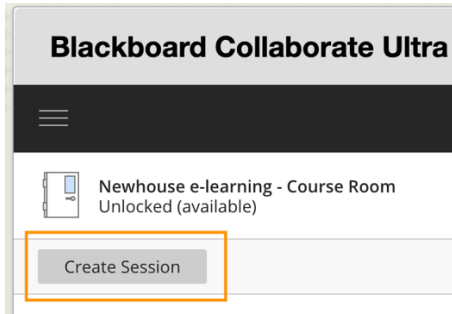 Blackboard Collaborate Ultra
Newhouse e-learning - Course Room
Unlocked (available)
Create Session